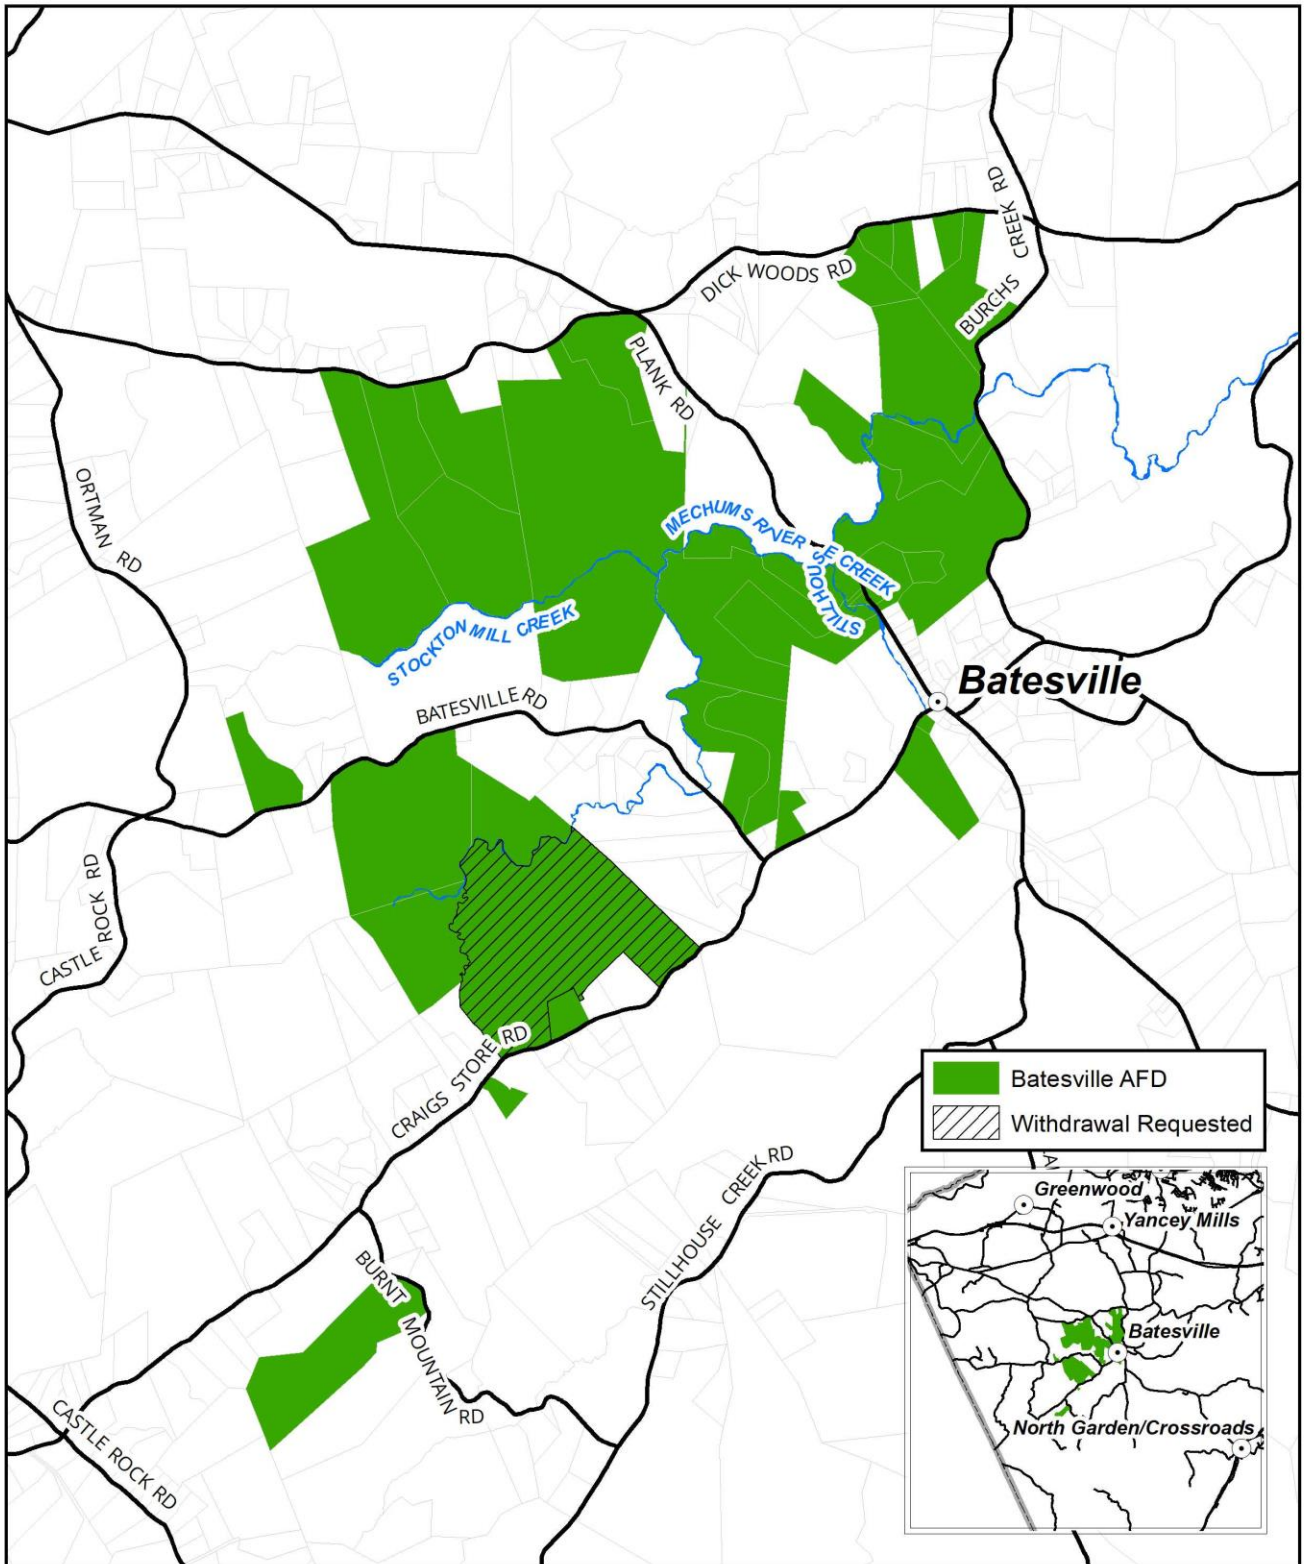 BURCHS CREEK RD
DICK WOODS RD
PLANK RD
ORTMAN RD
MECHUMS RIVER
STILLHOUSE CREEK
STOCKTON MILL CREEK
Batesville
BATESVILLE RD
CASTLE ROCK RD
CRAIGS STORE RD
Batesville AFD
Withdrawal Requested
STILLHOUSE CREEK RD
BURNT MOUNTAIN RD
CASTLE ROCK RD
Greenwood
Yancey Mills
Batesville
North Garden/Crossroads